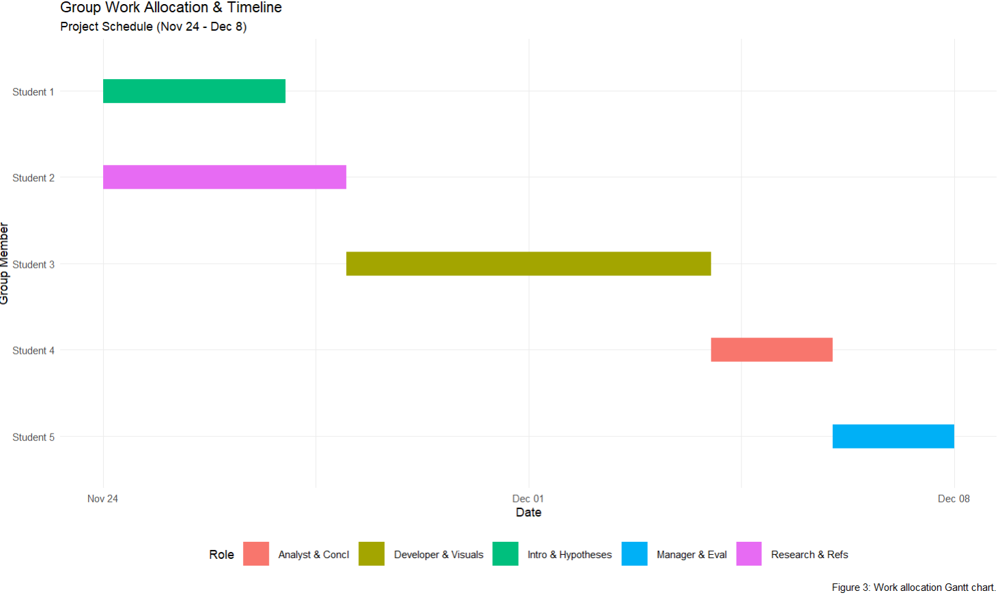 Group Work Allocation & Timeline
Project Schedule (Nov 24 - Dec 8)
Group Member
Student 1
Student 2
Student 3
Student 4
Student 5
Nov 24
Dec 01
Dec 08
Date
Role
Analyst & Concl
Developer & Visuals
Intro & Hypotheses
Manager & Eval
Research & Refs
Figure 3: Work allocation Gantt chart.